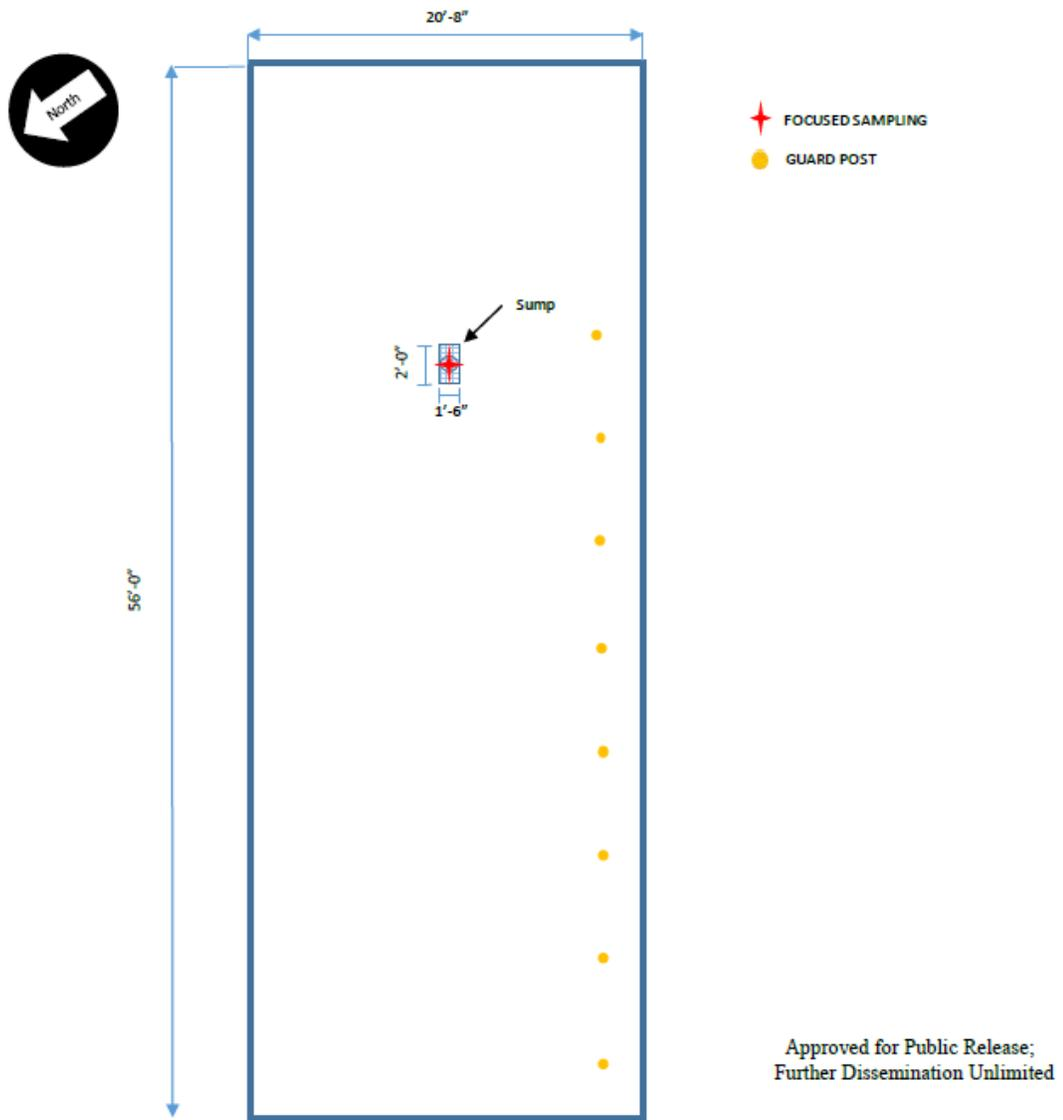 20'-8"
North
FOCUSED SAMPLING
GUARD POST
Sump
2'-0"
1'-6"
56'-0"
Approved for Public Release;
Further Dissemination Unlimited